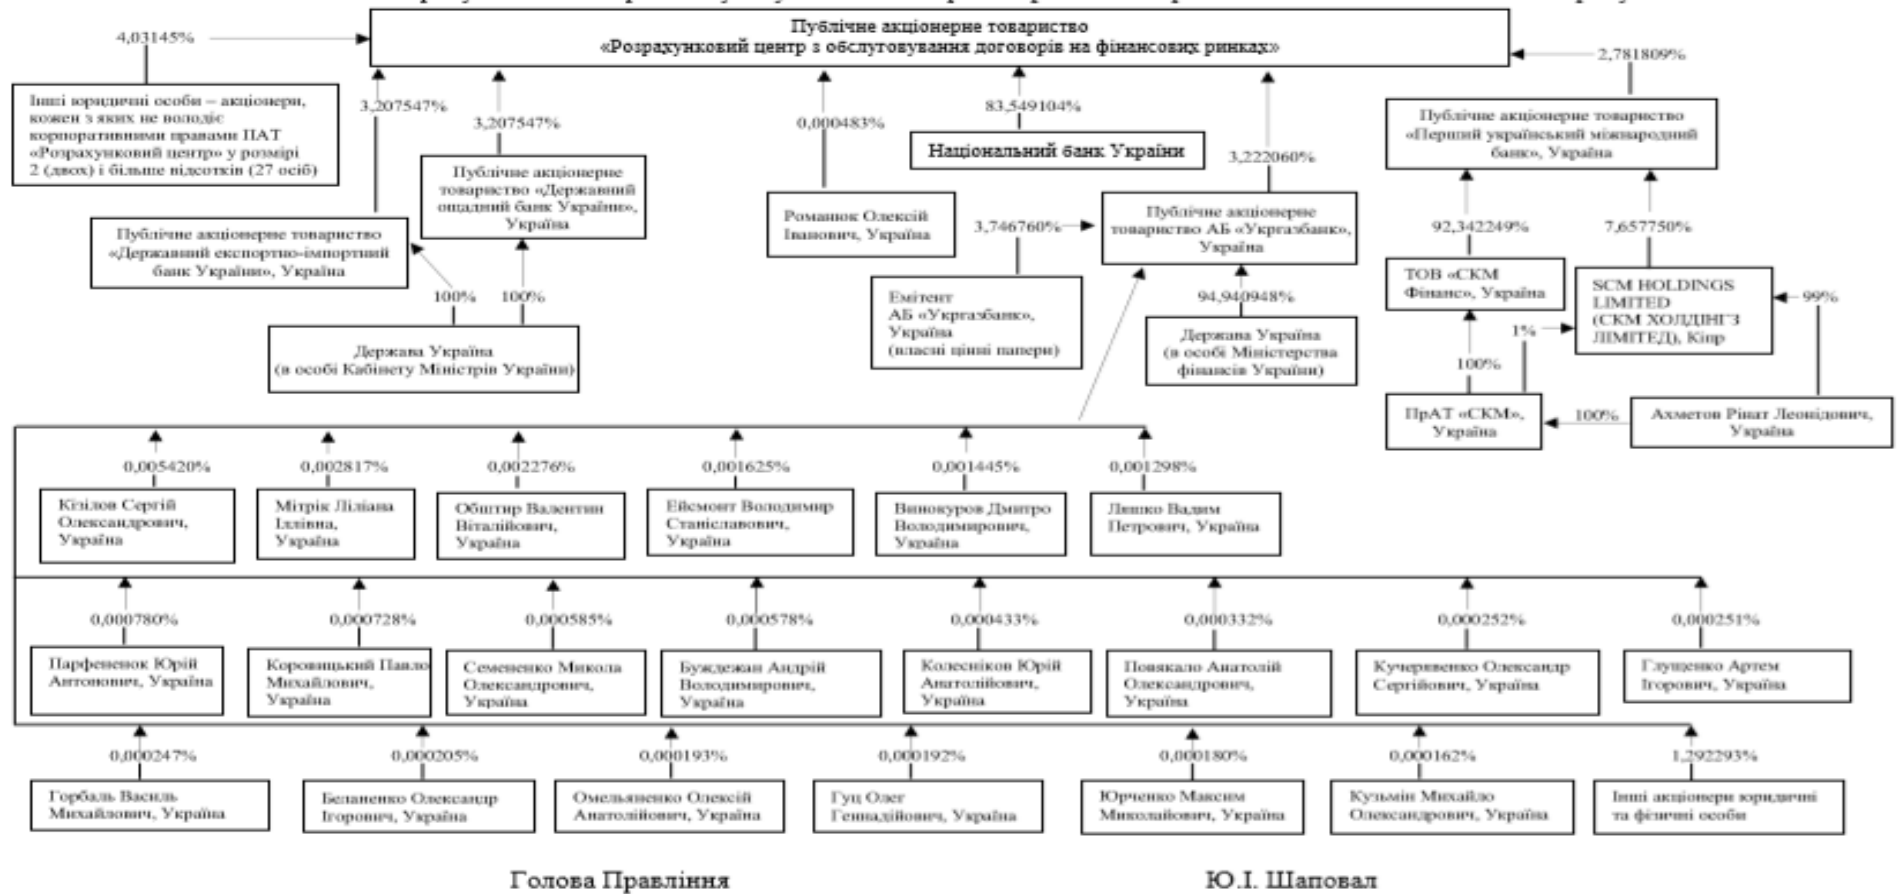 Публічне акціонерне товариство
«Розрахунковий центр з обслуговування договорів на фінансових ринках»
4,03145%
2,781809%
Інші юридичні особи – акціонери,
кожен з яких не володіє
корпоративними правами ПАТ
«Розрахунковий центр» у розмірі
2 (двох) і більше відсотків (27 осіб)
3,207547%
3,207547%
0,000483%
83,549104%
3,222060%
Національний банк України
Публічне акціонерне товариство
«Перший український міжнародний
банк», Україна
Публічне акціонерне
товариство «Державний
ощадний банк України»,
Україна
Романюк Олексій
Іванович, Україна
3,746760%
Публічне акціонерне
товариство АБ «Укргазбанк»,
Україна
92,342249%
7,657750%
Публічне акціонерне товариство
«Державний експортно-імпортний
банк України», Україна
100%
100%
Емітент
АБ «Укргазбанк»,
Україна
(власні цінні папери)
94,940948%
ТОВ «СКМ
Фінанс», Україна
SCM HOLDINGS
LIMITED
(СКМ ХОЛДІНГЗ
ЛІМІТЕД), Кіпр
99%
1%
Держава Україна
(в особі Кабінету Міністрів України)
Держава Україна
(в особі Міністерства
фінансів України)
100%
ПрАТ «СКМ»,
Україна
100%
Ахметов Рінат Леонідович,
Україна
0,005420%
0,002817%
0,002276%
0,001625%
0,001445%
0,001298%
Кізілов Сергій
Олександрович,
Україна
Мітрік Ліліана
Іллівна,
Україна
Обштир Валентин
Віталійович,
Україна
Ейсмонт Володимир
Станіславович,
Україна
Винокуров Дмитро
Володимирович,
Україна
Ляшко Вадим
Петрович, Україна
0,000780%
0,000728%
0,000585%
0,000578%
0,000433%
0,000332%
0,000252%
0,000251%
Парфененок Юрій
Антонович, Україна
Коровицький Павло
Михайлович,
Україна
Семененко Микола
Олександрович,
Україна
Буждежан Андрій
Володимирович,
Україна
Колесніков Юрій
Анатолійович,
Україна
Повякало Анатолій
Олександрович,
Україна
Кучерявенко Олександр
Сергійович, Україна
Глущенко Артем
Ігорович, Україна
0,000247%
0,000205%
0,000193%
0,000192%
0,000180%
0,000162%
1,292293%
Горбаль Василь
Михайлович, Україна
Беланенко Олександр
Ігорович, Україна
Омельяненко Олексій
Анатолійович, Україна
Гуц Олег
Геннадійович, Україна
Юрченко Максим
Миколайович, Україна
Кузьмін Михайло
Олександрович, Україна
Інші акціонери юридичні
та фізичні особи
Голова Правління
Ю.І. Шаповал